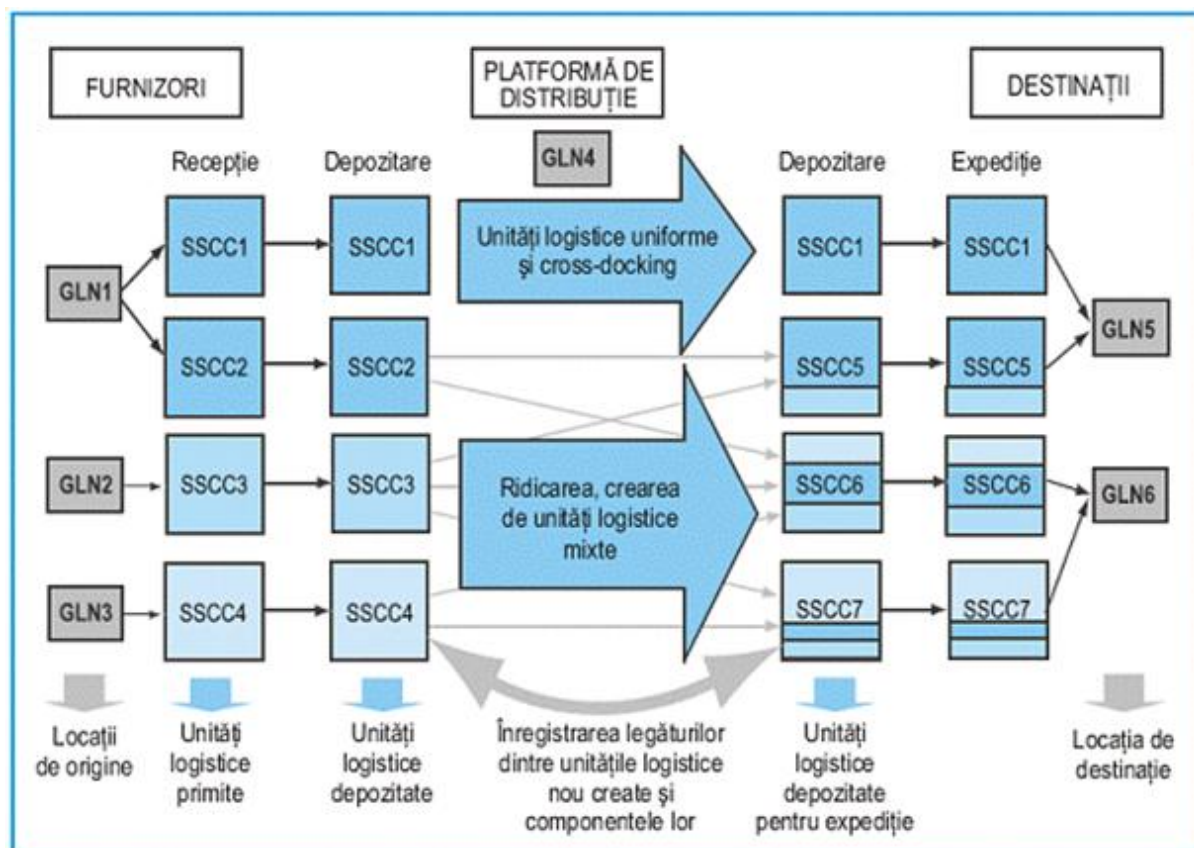 FURNIZORI
PLATFORMĂ DE
DISTRIBUȚIE
DESTINAȚII
GLN4
Recepție
Depozitare
Depozitare
Expediție
SSCC1
SSCC1
Unități logistice uniforme
și cross-docking
SSCC1
SSCC1
GLN1
GLN5
SSCC2
SSCC2
SSCC5
SSCC5
GLN2
SSCC3
SSCC3
Ridicarea, crearea
de unități logistice
mixte
SSCC6
SSCC6
GLN6
GLN3
SSCC4
SSCC4
SSCC7
SSCC7
Locații
de origine
Unități
logistice
primite
Unități
logistice
depozitate
Înregistrarea legăturilor
dintre unitățile logistice
nou create și
componentele lor
Unități
logistice
depozitate
pentru expediție
Locația de
destinație